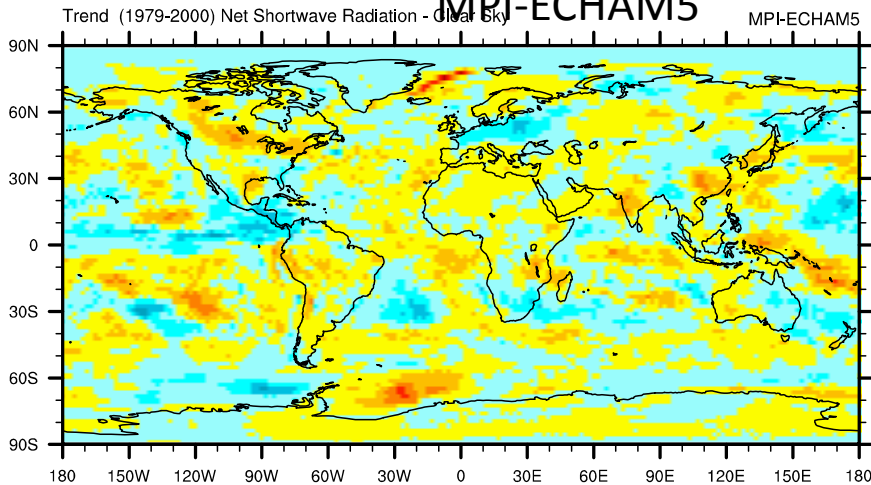 MPI-ECHAM5
Trend (1979-2000) Net Shortwave Radiation - Clear Sky
MPI-ECHAM5
90N
60N
30N
0
30S
60S
90S
180 150W 120W 90W 60W 30W 0 30E 60E 90E 120E 150E 180